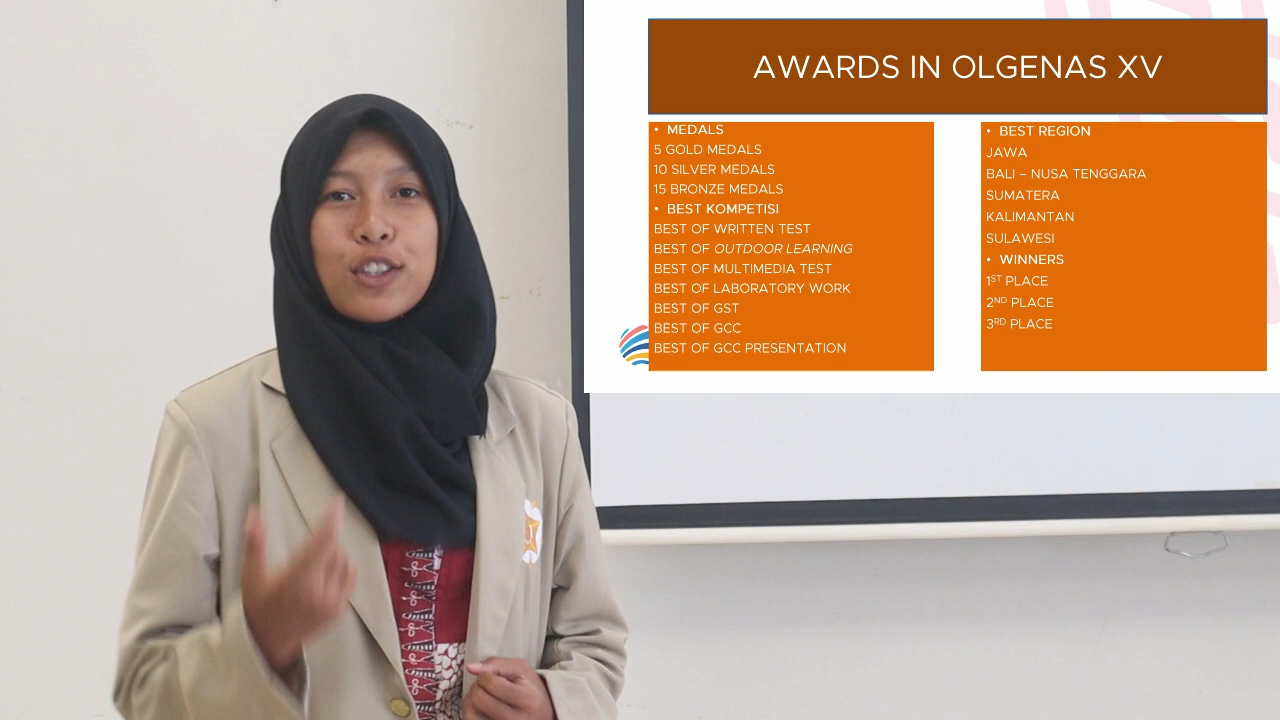 AWARDS IN OLGENAS XV
• MEDALS
5 GOLD MEDALS
10 SILVER MEDALS
15 BRONZE MEDALS
• BEST KOMPETISI
BEST OF WRITTEN TEST
BEST OF OUTDOOR LEARNING
BEST OF MULTIMEDIA TEST
BEST OF LABORATORY WORK
BEST OF GST
BEST OF GCC
BEST OF GCC PRESENTATION
• BEST REGION
JAWA
BALI – NUSA TENGGARA
SUMATERA
KALIMANTAN
SULAWESI
• WINNERS
1ST PLACE
2ND PLACE
3RD PLACE